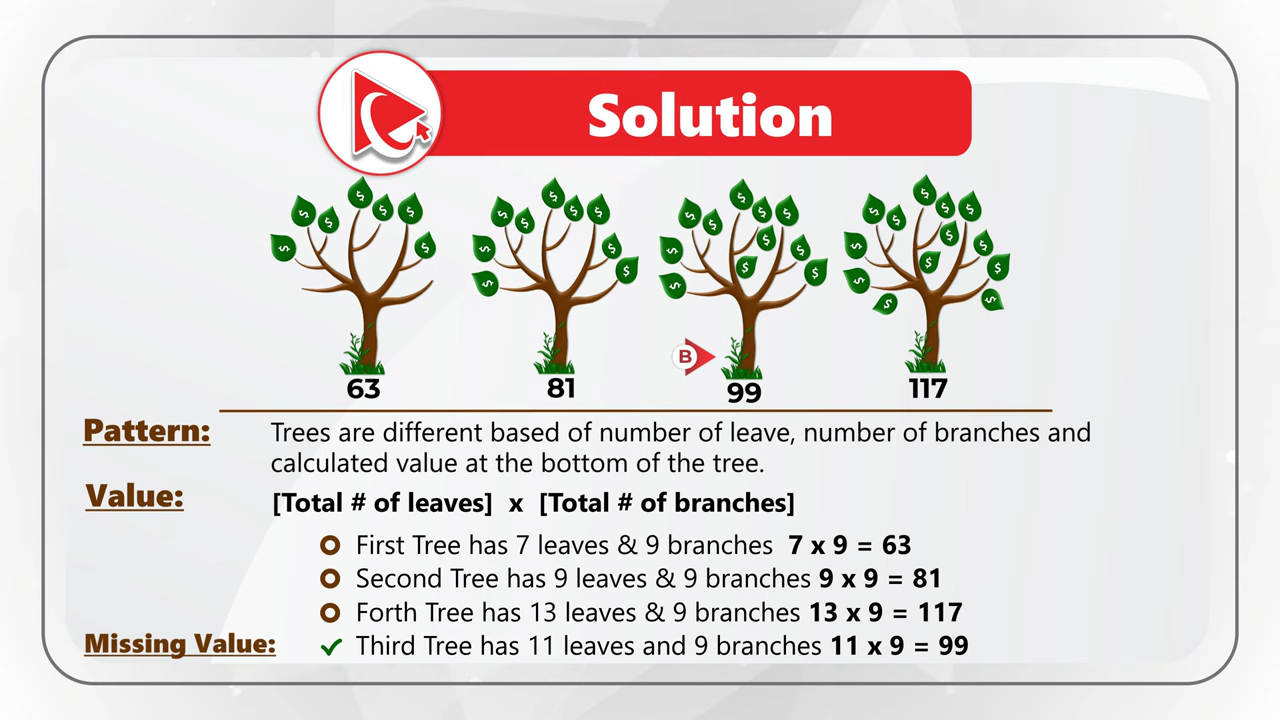 Solution
63 81 99 117
B
Pattern: Trees are different based of number of leave, number of branches and
calculated value at the bottom of the tree.
Value: [Total # of leaves] x [Total # of branches]
First Tree has 7 leaves & 9 branches 7 x 9 = 63
Second Tree has 9 leaves & 9 branches 9 x 9 = 81
Forth Tree has 13 leaves & 9 branches 13 x 9 = 117
Missing Value: Third Tree has 11 leaves and 9 branches 11 x 9 = 99